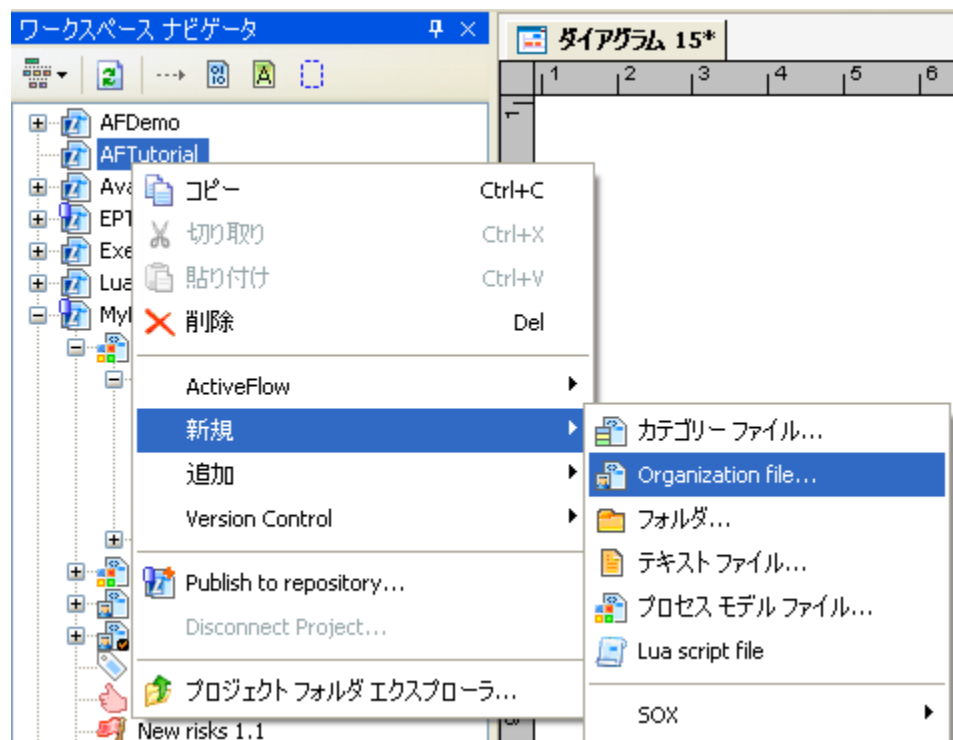 ワークスペース ナビゲータ
ダイアグラム 15*
1 2 3 4 5 6
1
AFDemo
AFTutorial
Ava
EPT
Exe
Lua
コピー Ctrl+C
切り取り Ctrl+X
貼り付け Ctrl+V
削除 Del
ActiveFlow
新規
追加
Version Control
Publish to repository...
Disconnect Project...
プロジェクト フォルダ エクスプローラ...
カテゴリー ファイル...
Organization file...
フォルダ...
テキスト ファイル...
プロセス モデル ファイル...
Lua script file
SOX
New risks 1.1